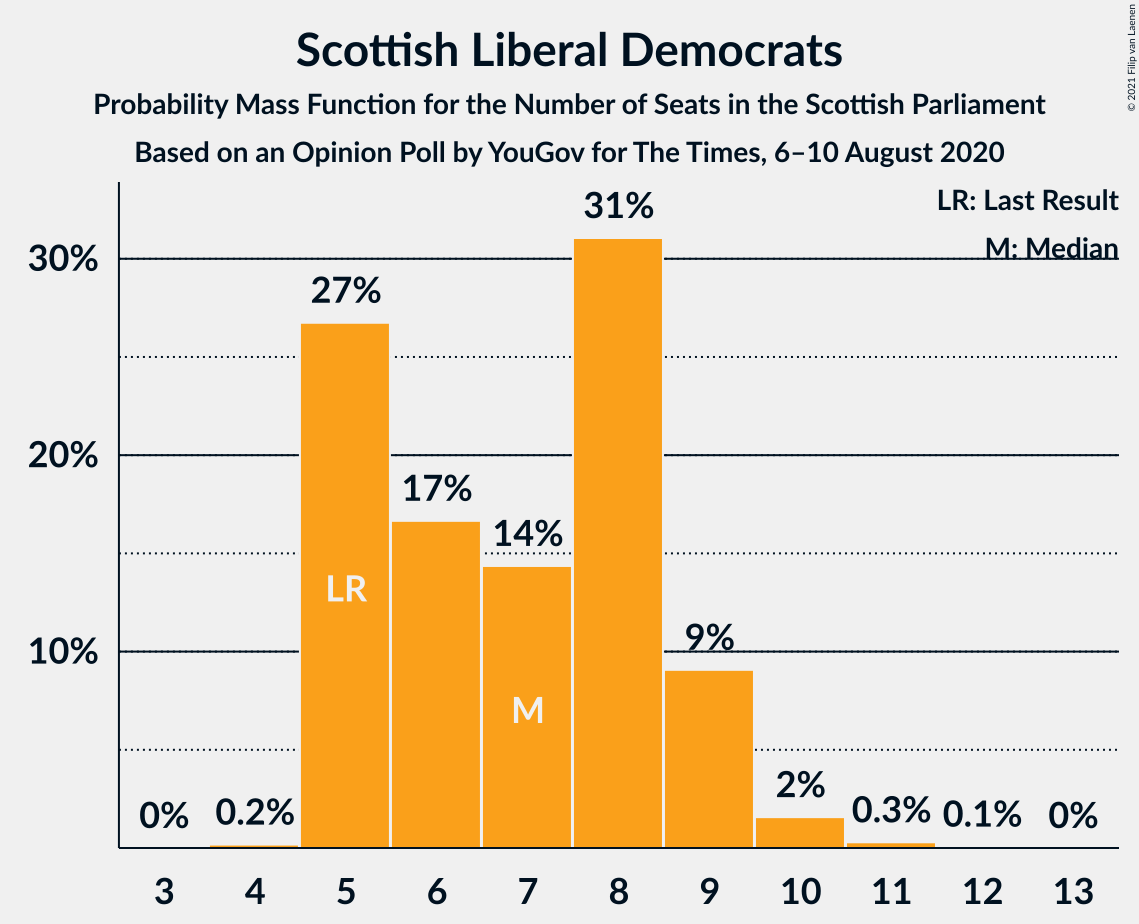 Scottish Liberal Democrats
Probability Mass Function for the Number of Seats in the Scottish Parliament
Based on an Opinion Poll by YouGov for The Times, 6–10 August 2020
© 2021 Filip van Laenen
LR: Last Result
M: Median
31%
30%
27%
20%
17%
14%
LR
10%
9%
M
2%
0%
0.2%
0.3%
0.1%
0%
3 4 5 6 7 8 9 10 11 12 13